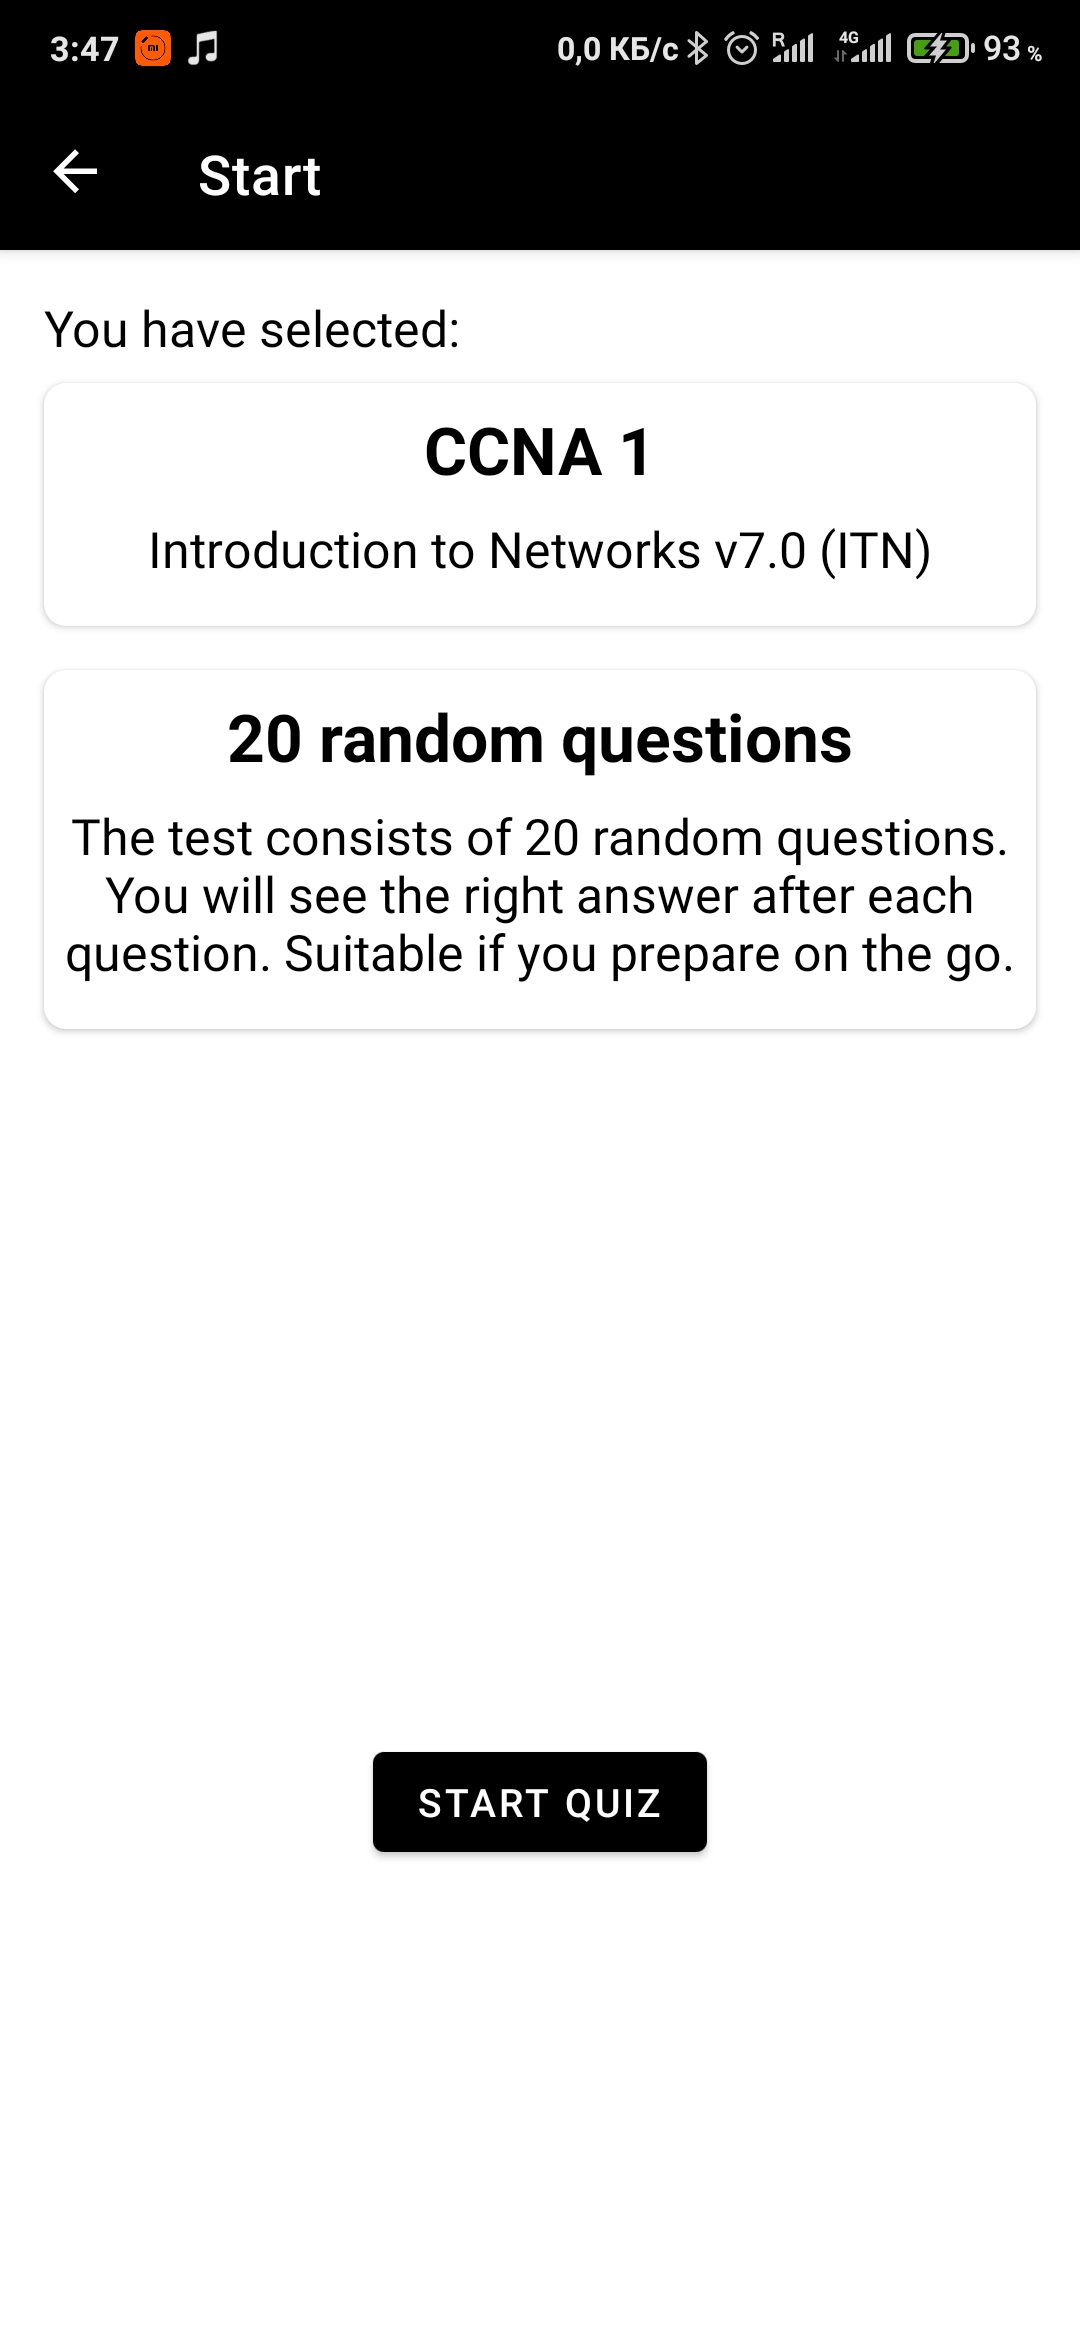 3:47 0,0 КБ/с R 4G 93 %
Start
You have selected:
CCNA 1
Introduction to Networks v7.0 (ITN)
20 random questions
The test consists of 20 random questions.
You will see the right answer after each
question. Suitable if you prepare on the go.
START QUIZ